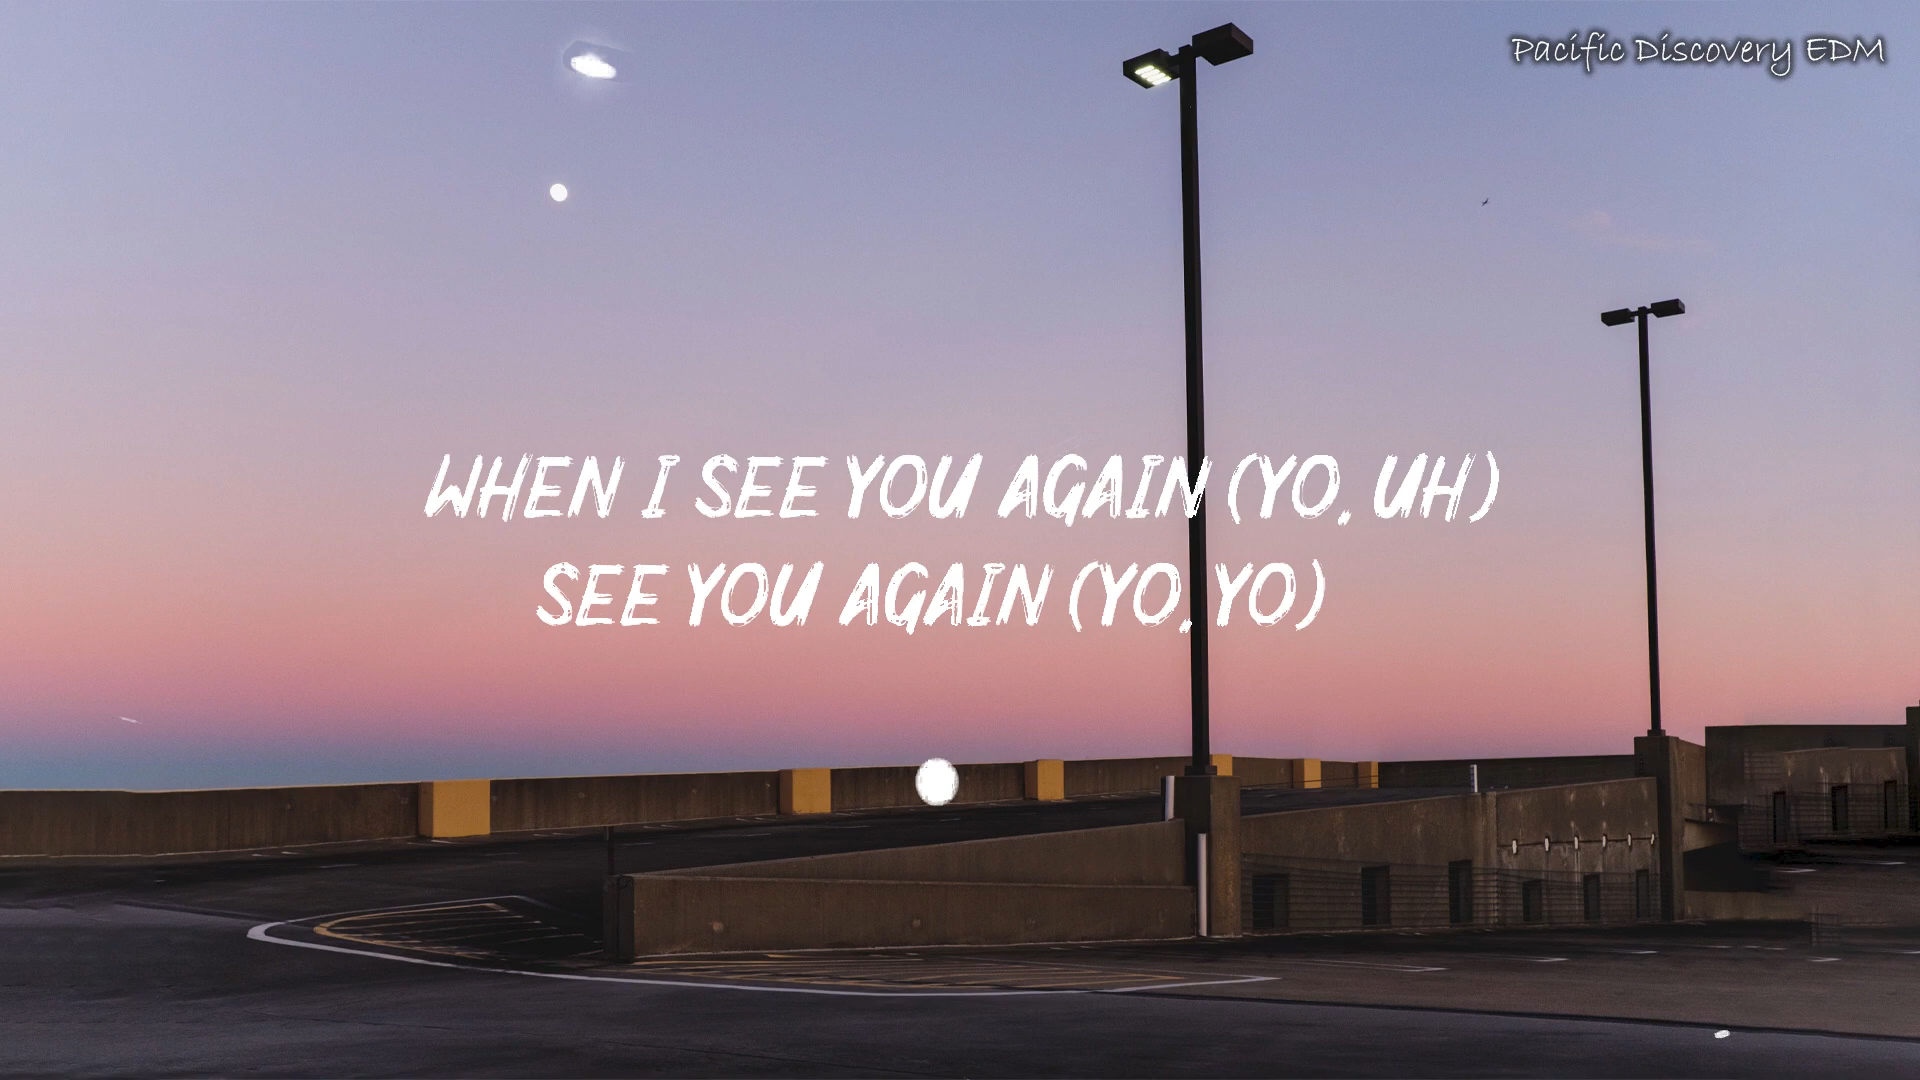 Pacific Discovery EDM
WHEN I SEE YOU AGAIN (YO, UH)
SEE YOU AGAIN (YO, YO)